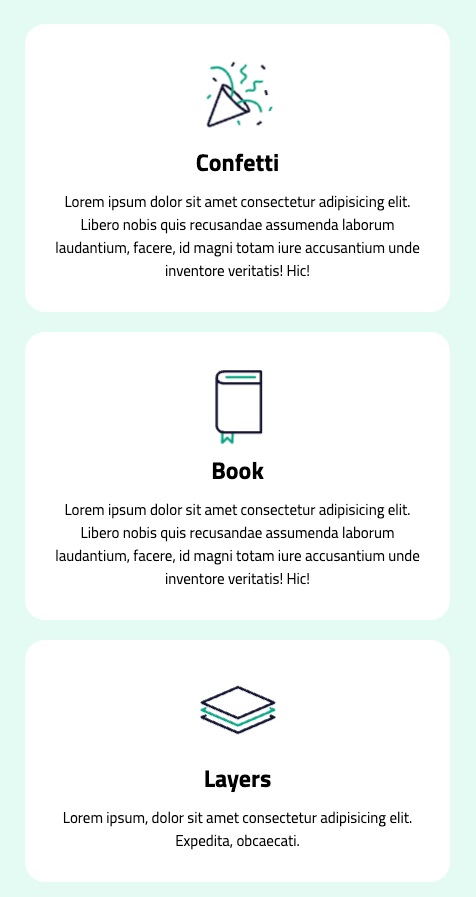 Confetti
Lorem ipsum dolor sit amet consectetur adipisicing elit.
Libero nobis quis recusandae assumenda laborum
laudantium, facere, id magni totam iure accusantium unde
inventore veritatis! Hic!
Book
Lorem ipsum dolor sit amet consectetur adipisicing elit.
Libero nobis quis recusandae assumenda laborum
laudantium, facere, id magni totam iure accusantium unde
inventore veritatis! Hic!
Layers
Lorem ipsum, dolor sit amet consectetur adipisicing elit.
Expedita, obcaecati.